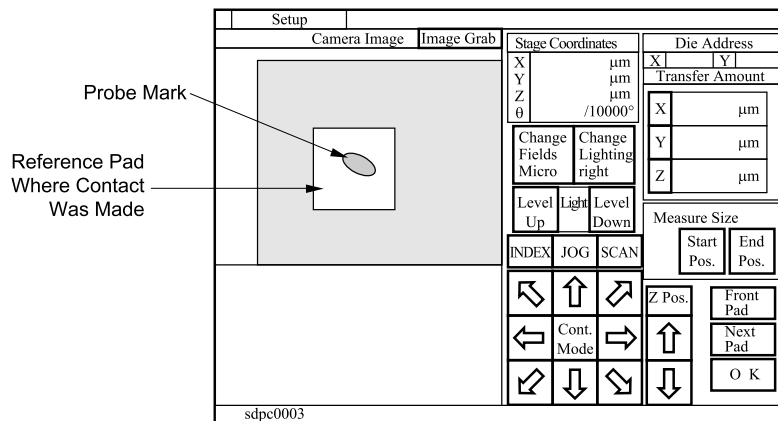 Setup
Camera Image
Image Grab
Probe Mark
Reference Pad
Where Contact
Was Made
Stage Coordinates
X μm
Y μm
Z μm
θ /10000°
Change
Fields
Micro
Change
Lighting
right
Level
Up
Light
Level
Down
INDEX
JOG
SCAN
Cont.
Mode
Die Address
X Y
Transfer Amount
X μm
Y μm
Z μm
Measure Size
Start
Pos.
End
Pos.
Z Pos.
Front
Pad
Next
Pad
O K
sdpc0003